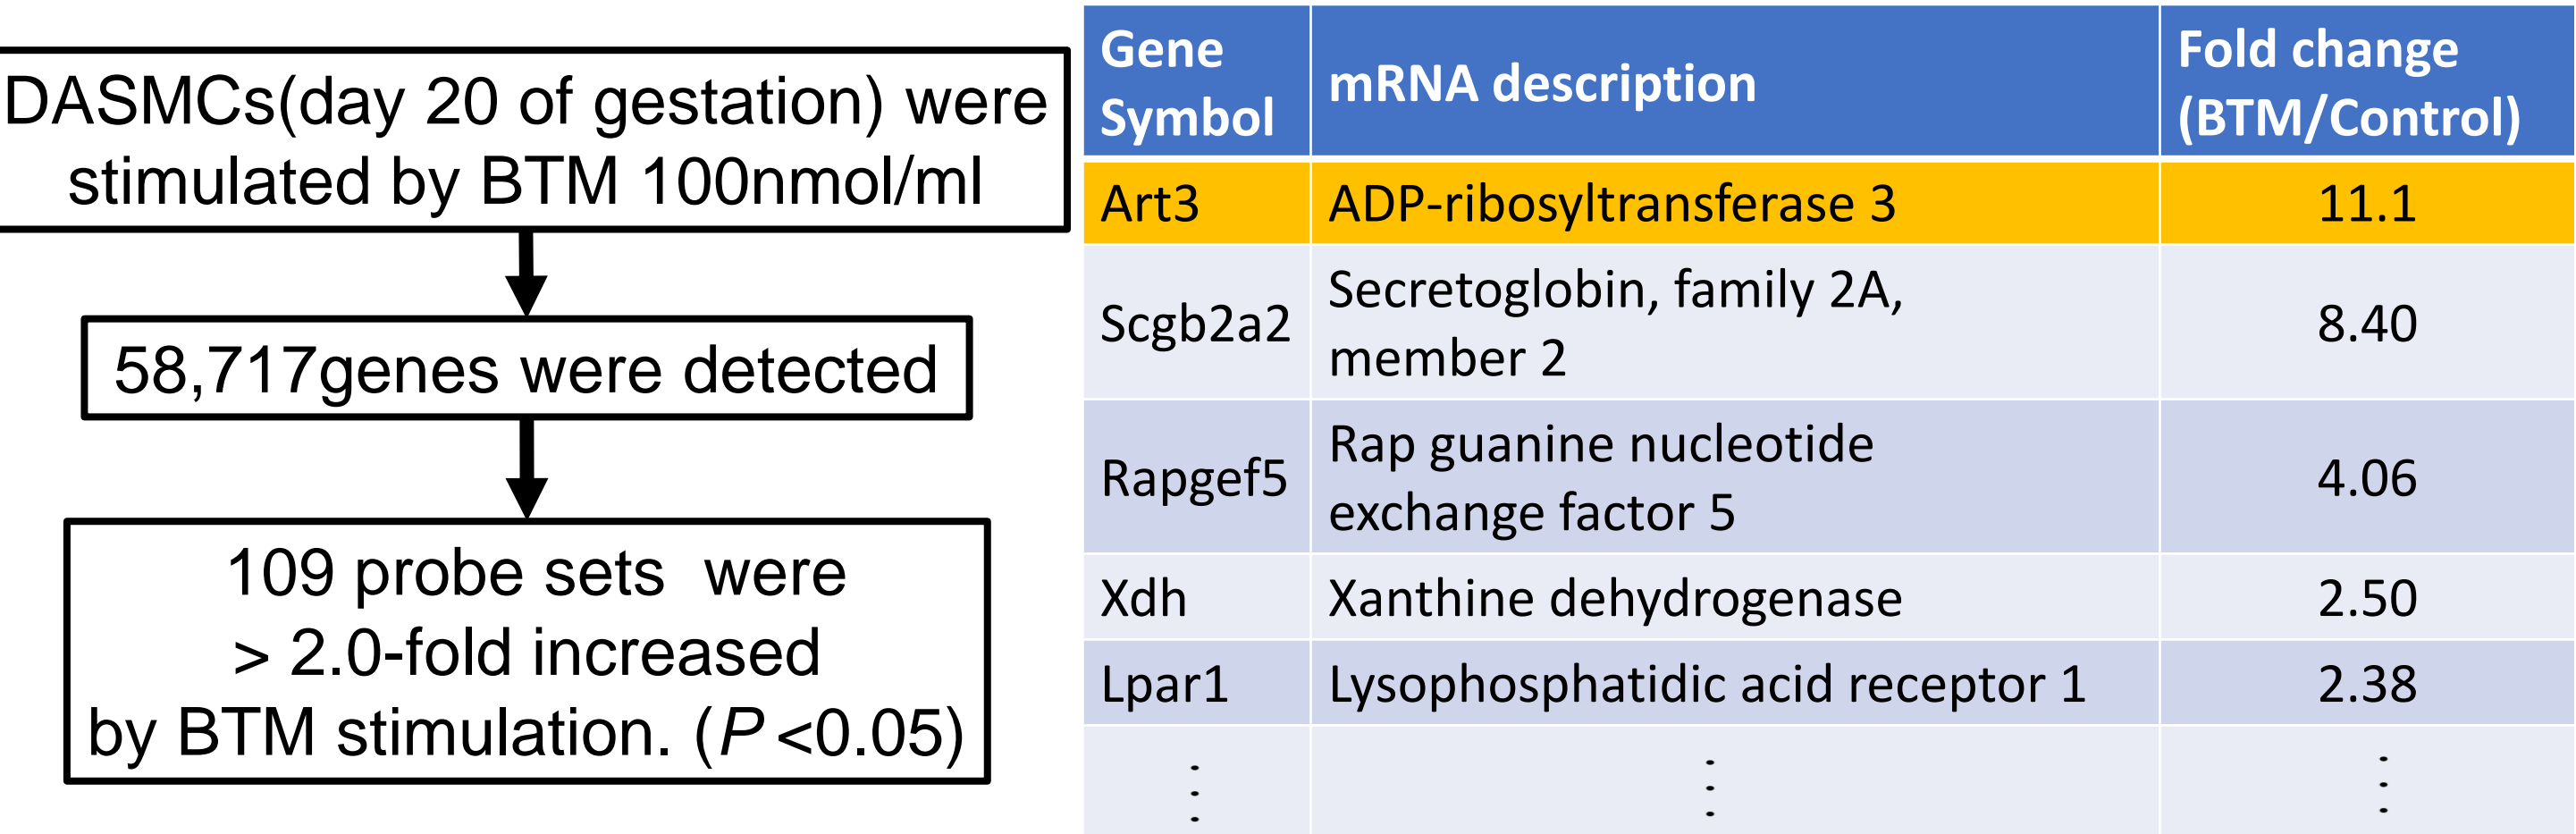 DASMCs(day 20 of gestation) were
stimulated by BTM 100nmol/ml
58,717genes were detected
109 probe sets were
> 2.0-fold increased
by BTM stimulation. (P <0.05)
Gene Symbol | mRNA description | Fold change (BTM/Control)
Art3 | ADP-ribosyltransferase 3 | 11.1
Scgb2a2 | Secretoglobin, family 2A, member 2 | 8.40
Rapgef5 | Rap guanine nucleotide exchange factor 5 | 4.06
Xdh | Xanthine dehydrogenase | 2.50
Lpar1 | Lysophosphatidic acid receptor 1 | 2.38
⋮ | ⋮ | ⋮